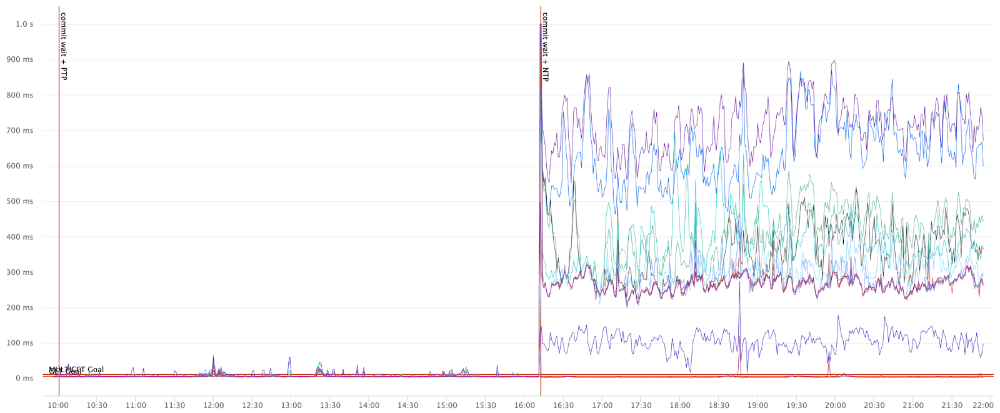 commit wait + PTP
commit wait + NTP
1.0 s
900 ms
800 ms
700 ms
600 ms
500 ms
400 ms
300 ms
200 ms
100 ms
MULTIGET Goal
GET Goal
0 ms
10:00 10:30 11:00 11:30 12:00 12:30 13:00 13:30 14:00 14:30 15:00 15:30 16:00 16:30 17:00 17:30 18:00 18:30 19:00 19:30 20:00 20:30 21:00 21:30 22:00